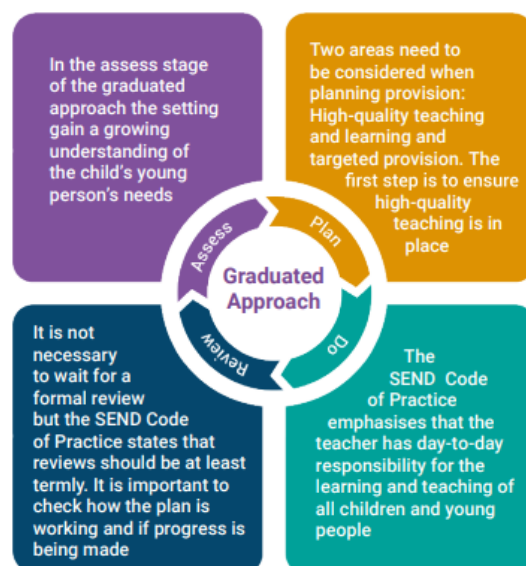 In the assess stage
of the graduated
approach the setting
gain a growing
understanding of
the child's young
person's needs
Two areas need to
be considered when
planning provision:
High-quality teaching
and learning and
targeted provision. The
first step is to ensure
high-quality
teaching is in
place
Assess
Plan
Graduated
Approach
Review
Do
It is not
necessary
to wait for a
formal review
but the SEND Code
of Practice states that
reviews should be at least
termly. It is important to
check how the plan is
working and if progress is
being made
The
SEND Code
of Practice
emphasises that the
teacher has day-to-day
responsibility for the
learning and teaching of
all children and young
people